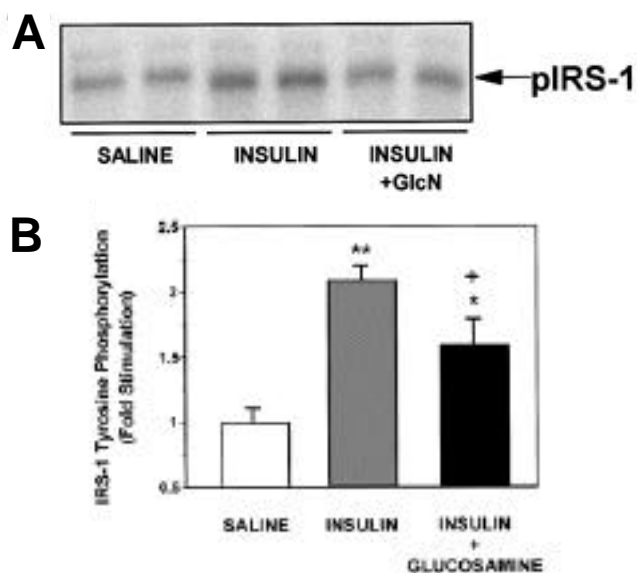 A
pIRS-1
SALINE INSULIN INSULIN
+GlcN
B
IRS-1 Tyrosine Phosphorylation
(Fold Stimulation)
2.5
2
1.5
1
0.5
**
+
*
SALINE INSULIN INSULIN
+
GLUCOSAMINE